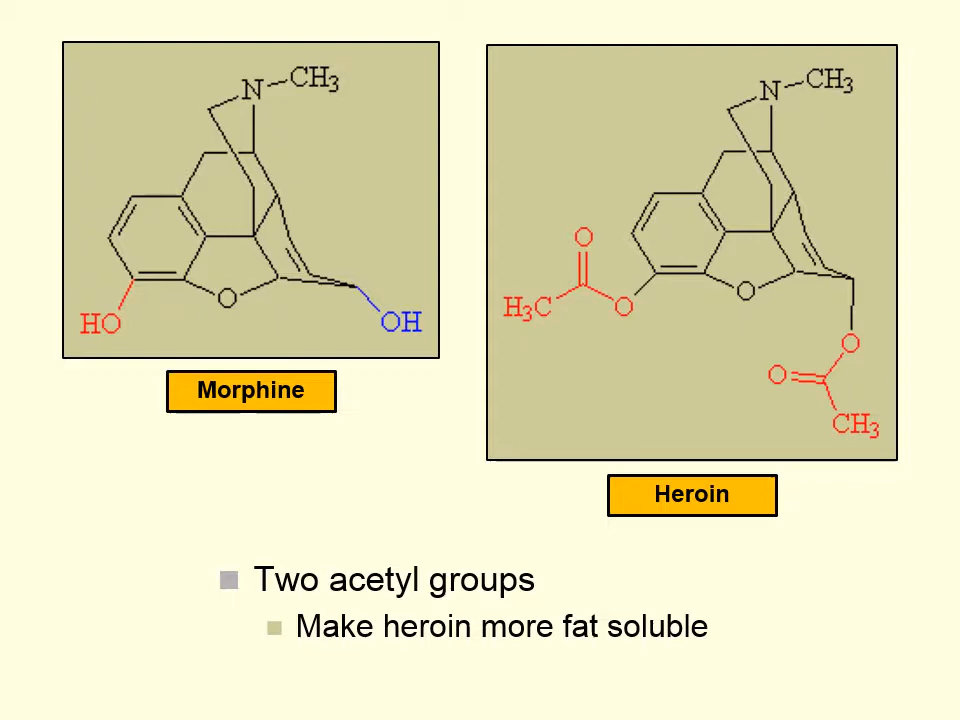 N CH3
HO
O
OH
Morphine
N CH3
O
H3C
O
O
O
O
CH3
Heroin
Two acetyl groups
Make heroin more fat soluble